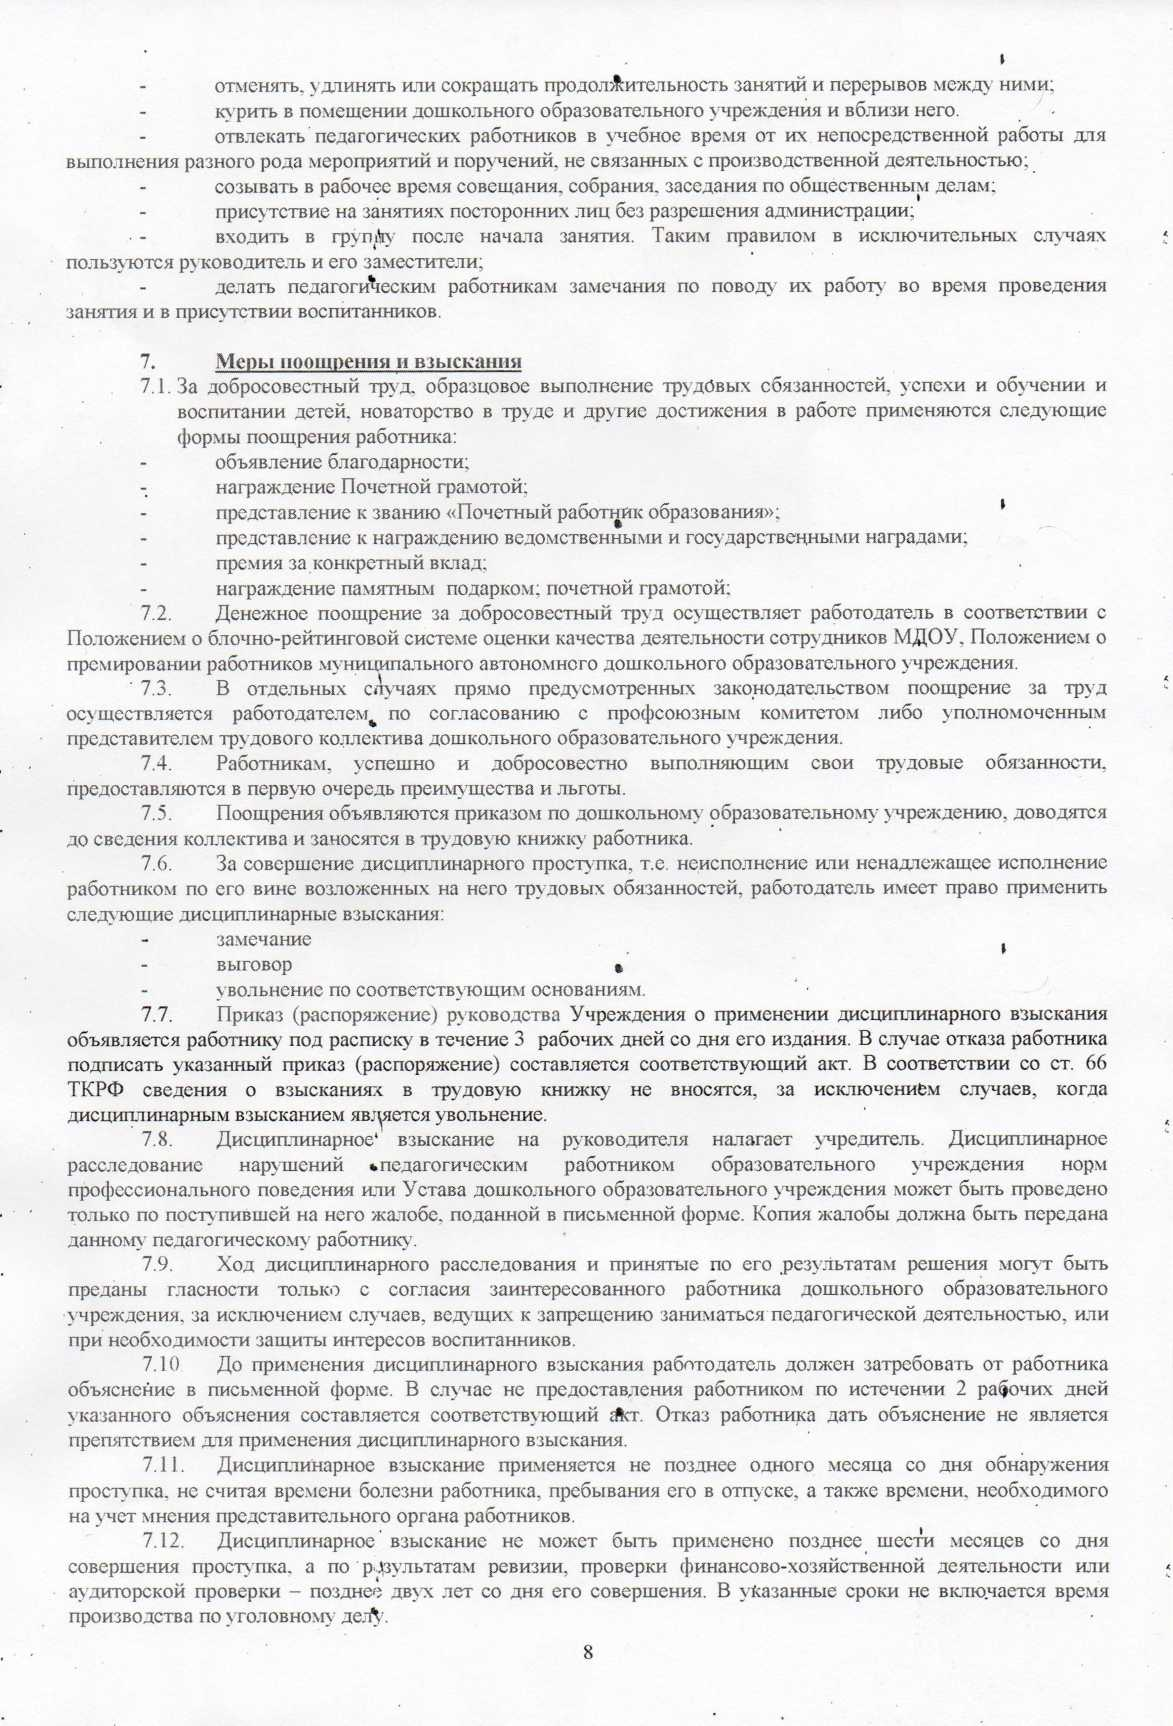 - отменять, удлинять или сокращать продолжительность занятий и перерывов между ними;
- курить в помещении дошкольного образовательного учреждения и вблизи него.
- отвлекать педагогических работников в учебное время от их непосредственной работы для
выполнения разного рода мероприятий и поручений, не связанных с производственной деятельностью;
- созывать в рабочее время совещания, собрания, заседания по общественным делам;
- присутствие на занятиях посторонних лиц без разрешения администрации;
- входить в группу после начала занятия. Таким правилом в исключительных случаях
пользуются руководитель и его заместители;
- делать педагогическим работникам замечания по поводу их работу во время проведения
занятия и в присутствии воспитанников.
7. Меры поощрения и взыскания
7.1. За добросовестный труд, образцовое выполнение трудовых обязанностей, успехи и обучении и
воспитании детей, новаторство в труде и другие достижения в работе применяются следующие
формы поощрения работника:
- объявление благодарности;
- награждение Почетной грамотой;
- представление к званию «Почетный работник образования»;
- представление к награждению ведомственными и государственными наградами;
- премия за конкретный вклад;
- награждение памятным подарком; почетной грамотой;
7.2. Денежное поощрение за добросовестный труд осуществляет работодатель в соответствии с
Положением о блочно-рейтинговой системе оценки качества деятельности сотрудников МДОУ, Положением о
премировании работников муниципального автономного дошкольного образовательного учреждения.
7.3. В отдельных случаях прямо предусмотренных законодательством поощрение за труд
осуществляется работодателем по согласованию с профсоюзным комитетом либо уполномоченным
представителем трудового коллектива дошкольного образовательного учреждения.
7.4. Работникам, успешно и добросовестно выполняющим свои трудовые обязанности,
предоставляются в первую очередь преимущества и льготы.
7.5. Поощрения объявляются приказом по дошкольному образовательному учреждению, доводятся
до сведения коллектива и заносятся в трудовую книжку работника.
7.6. За совершение дисциплинарного проступка, т.е. неисполнение или ненадлежащее исполнение
работником по его вине возложенных на него трудовых обязанностей, работодатель имеет право применить
следующие дисциплинарные взыскания:
- замечание
- выговор
- увольнение по соответствующим основаниям.
7.7. Приказ (распоряжение) руководства Учреждения о применении дисциплинарного взыскания
объявляется работнику под расписку в течение 3 рабочих дней со дня его издания. В случае отказа работника
подписать указанный приказ (распоряжение) составляется соответствующий акт. В соответствии со ст. 66
ТКРФ сведения о взысканиях в трудовую книжку не вносятся, за исключением случаев, когда
дисциплинарным взысканием является увольнение.
7.8. Дисциплинарное взыскание на руководителя налагает учредитель. Дисциплинарное
расследование нарушений педагогическим работником образовательного учреждения норм
профессионального поведения или Устава дошкольного образовательного учреждения может быть проведено
только по поступившей на него жалобе, поданной в письменной форме. Копия жалобы должна быть передана
данному педагогическому работнику.
7.9. Ход дисциплинарного расследования и принятые по его результатам решения могут быть
преданы гласности только с согласия заинтересованного работника дошкольного образовательного
учреждения, за исключением случаев, ведущих к запрещению заниматься педагогической деятельностью, или
при необходимости защиты интересов воспитанников.
7.10 До применения дисциплинарного взыскания работодатель должен затребовать от работника
объяснение в письменной форме. В случае не предоставления работником по истечении 2 рабочих дней
указанного объяснения составляется соответствующий акт. Отказ работника дать объяснение не является
препятствием для применения дисциплинарного взыскания.
7.11. Дисциплинарное взыскание применяется не позднее одного месяца со дня обнаружения
проступка, не считая времени болезни работника, пребывания его в отпуске, а также времени, необходимого
на учет мнения представительного органа работников.
7.12. Дисциплинарное взыскание не может быть применено позднее шести месяцев со дня
совершения проступка, а по результатам ревизии, проверки финансово-хозяйственной деятельности или
аудиторской проверки – позднее двух лет со дня его совершения. В указанные сроки не включается время
производства по уголовному делу.
8